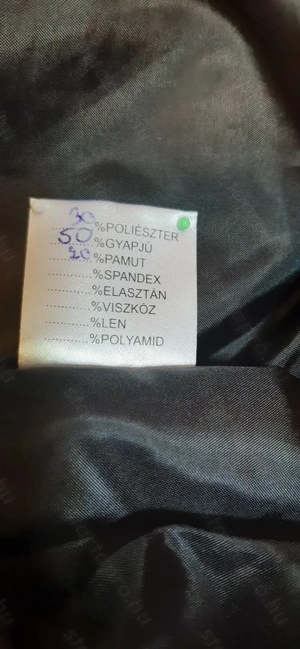 30%POLIÉSZTER
50%GYAPJÚ
20%PAMUT
............%SPANDEX
............%ELASZTÁN
............%VISZKÓZ
............%LEN
............%POLYAMID